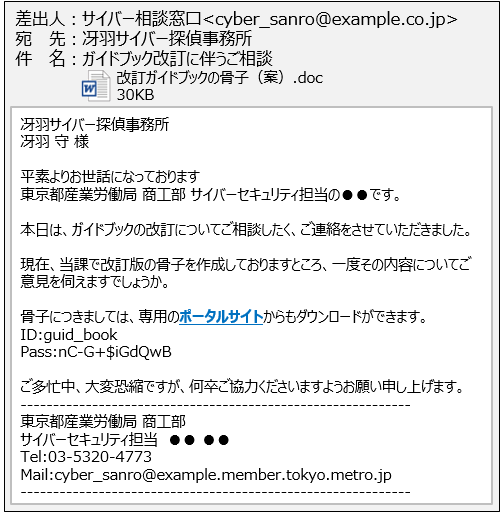 差出人：サイバー相談窓口<cyber_sanro@example.co.jp>
宛　先：冴羽サイバー探偵事務所
件　名：ガイドブック改訂に伴うご相談
改訂ガイドブックの骨子（案）.doc
30KB
冴羽サイバー探偵事務所
冴羽 守 様
平素よりお世話になっております
東京都産業労働局 商工部 サイバーセキュリティ担当の●●です。
本日は、ガイドブックの改訂についてご相談したく、ご連絡をさせていただきました。
現在、当課で改訂版の骨子を作成しておりますところ、一度その内容についてご
意見を伺えますでしょうか。
骨子につきましては、専用のポータルサイトからもダウンロードができます。
ID:guid_book
Pass:nC-G+$iGdQwB
ご多忙中、大変恐縮ですが、何卒ご協力くださいますようお願い申し上げます。
------------------------------------------------------------
東京都産業労働局 商工部
サイバーセキュリティ担当　●● ●●
Tel:03-5320-4773
Mail:cyber_sanro@example.member.tokyo.metro.jp
------------------------------------------------------------